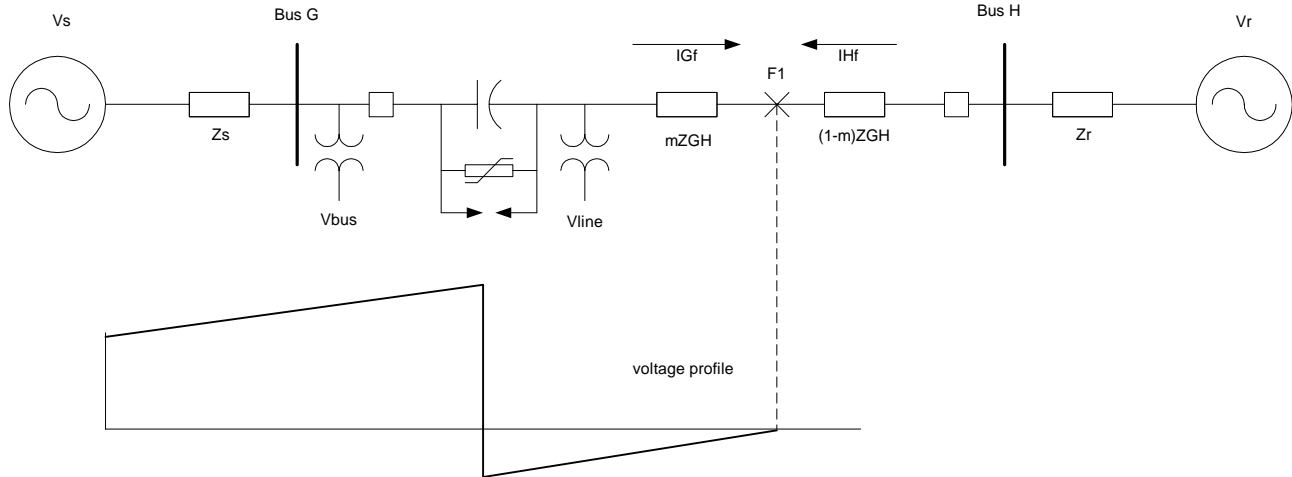 Vs
Bus G
Bus H
Vr
IGf
IHf
F1
Zs
mZGH
(1-m)ZGH
Zr
Vbus
Vline
voltage profile